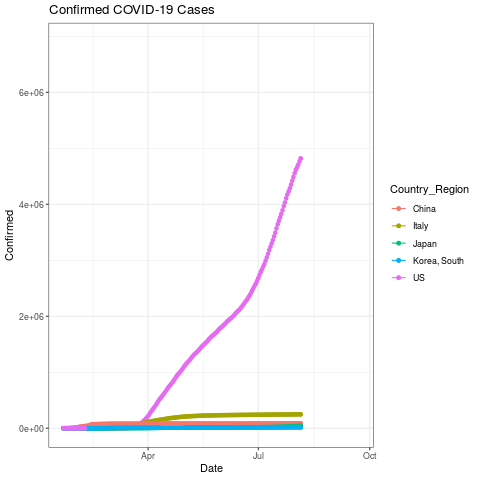 Confirmed COVID-19 Cases
6e+06
4e+06
2e+06
0e+00
Confirmed
Apr
Jul
Oct
Date
Country_Region
China
Italy
Japan
Korea, South
US